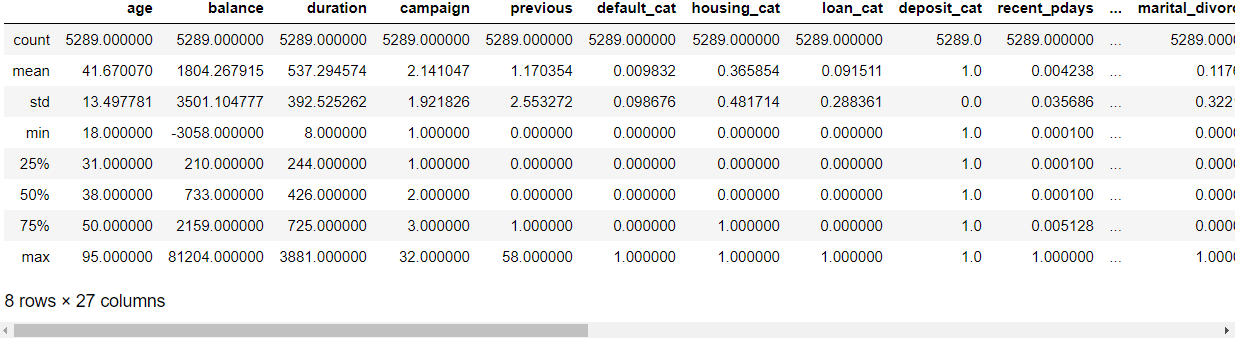 age balance duration campaign previous default_cat housing_cat loan_cat deposit_cat recent_pdays ... marital_divorc
count 5289.000000 5289.000000 5289.000000 5289.000000 5289.000000 5289.000000 5289.000000 5289.000000 5289.0 5289.000000 ... 5289.0000
mean 41.670070 1804.267915 537.294574 2.141047 1.170354 0.009832 0.365854 0.091511 1.0 0.004238 ... 0.1176
std 13.497781 3501.104777 392.525262 1.921826 2.553272 0.098676 0.481714 0.288361 0.0 0.035686 ... 0.3221
min 18.000000 -3058.000000 8.000000 1.000000 0.000000 0.000000 0.000000 0.000000 1.0 0.000100 ... 0.0000
25% 31.000000 210.000000 244.000000 1.000000 0.000000 0.000000 0.000000 0.000000 1.0 0.000100 ... 0.0000
50% 38.000000 733.000000 426.000000 2.000000 0.000000 0.000000 0.000000 0.000000 1.0 0.000100 ... 0.0000
75% 50.000000 2159.000000 725.000000 3.000000 1.000000 0.000000 1.000000 0.000000 1.0 0.005128 ... 0.0000
max 95.000000 81204.000000 3881.000000 32.000000 58.000000 1.000000 1.000000 1.000000 1.0 1.000000 ... 1.0000
8 rows × 27 columns